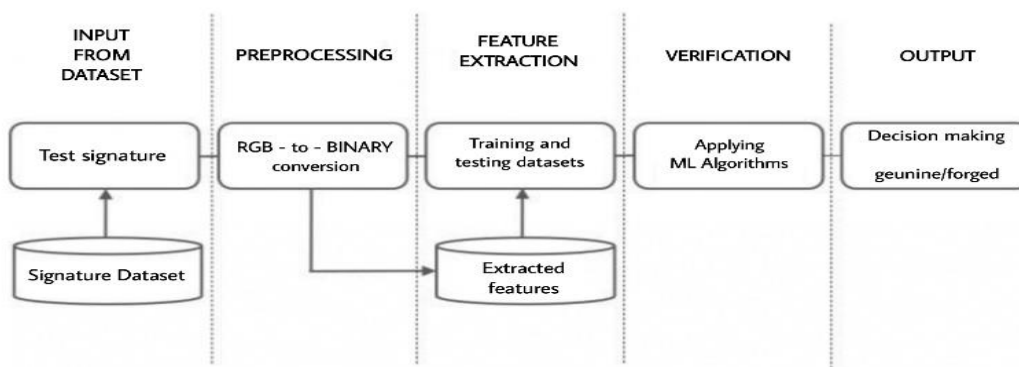 INPUT
FROM
DATASET
PREPROCESSING
FEATURE
EXTRACTION
VERIFICATION
OUTPUT
Test signature
RGB - to - BINARY
conversion
Training and
testing datasets
Applying
ML Algorithms
Decision making
geunine/forged
Signature Dataset
Extracted
features